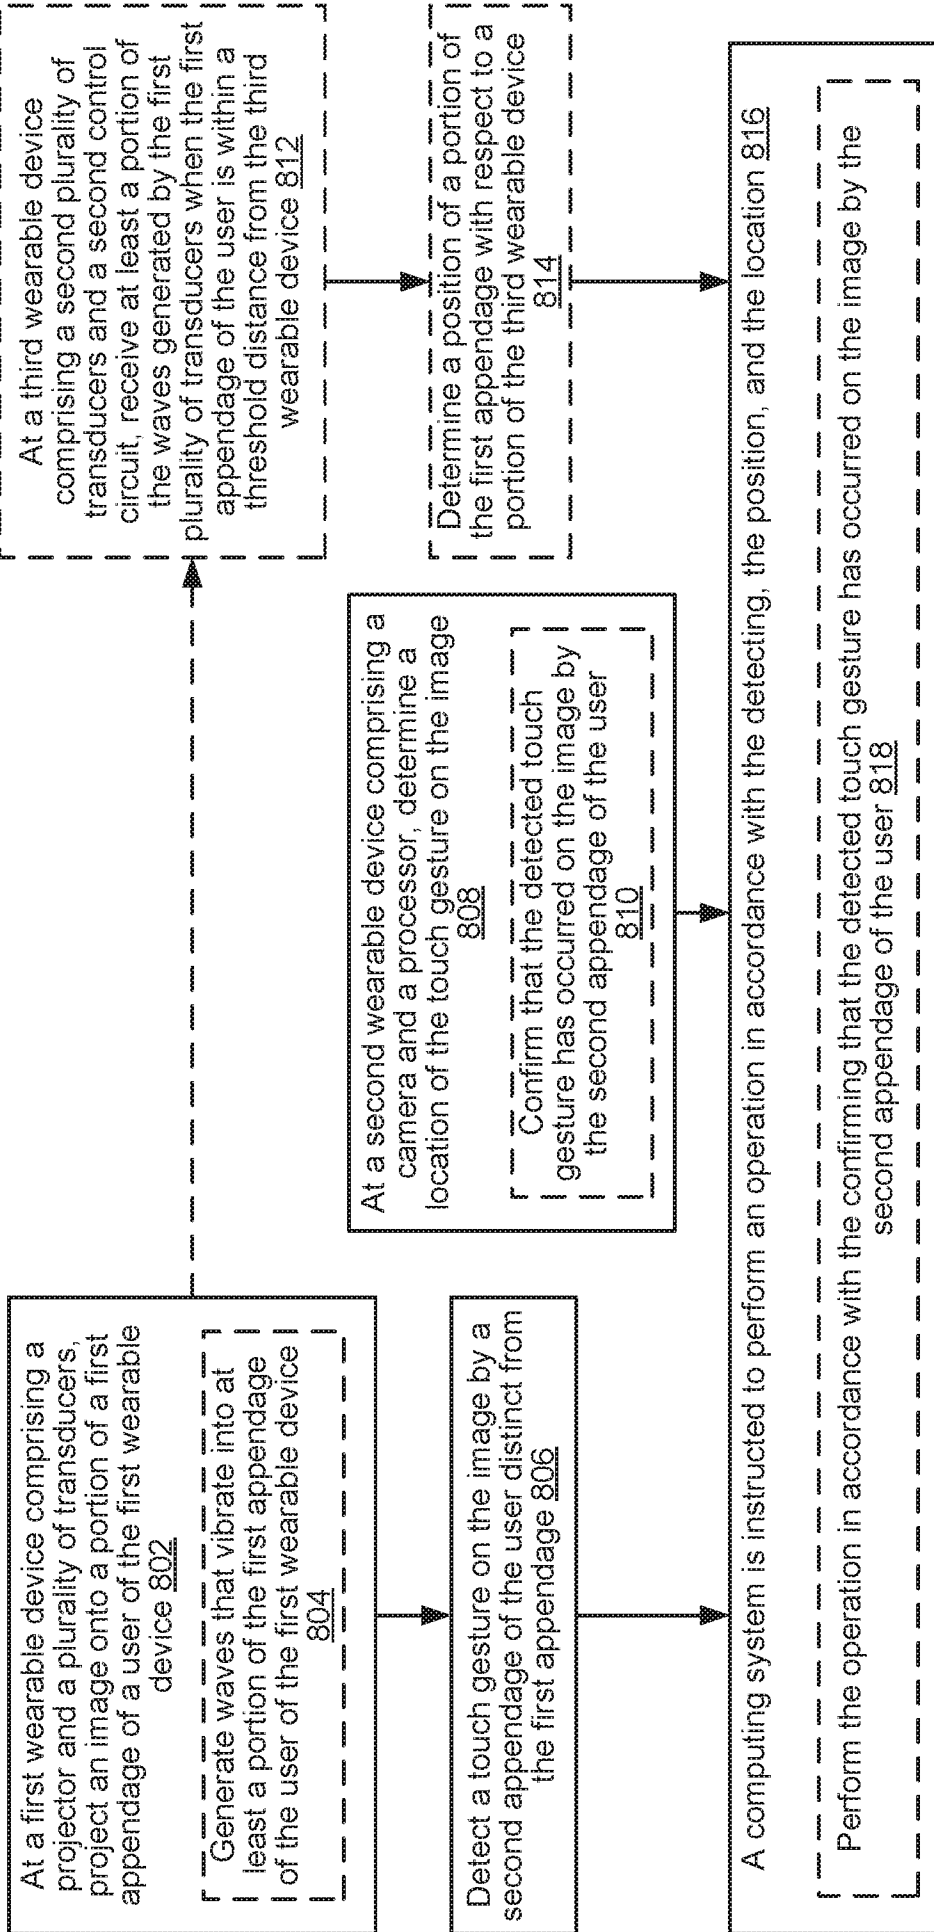 At a first wearable device comprising a
projector and a plurality of transducers,
project an image onto a portion of a first
appendage of a user of the first wearable
device 802
Generate waves that vibrate into at
least a portion of the first appendage
of the user of the first wearable device
804
Detect a touch gesture on the image by a
second appendage of the user distinct from
the first appendage 806
At a second wearable device comprising a
camera and a processor, determine a
location of the touch gesture on the image
808
Confirm that the detected touch
gesture has occurred on the image by
the second appendage of the user
810
At a third wearable device
comprising a second plurality of
transducers and a second control
circuit, receive at least a portion of
the waves generated by the first
plurality of transducers when the first
appendage of the user is within a
threshold distance from the third
wearable device 812
Determine a position of a portion of
the first appendage with respect to a
portion of the third wearable device
814
A computing system is instructed to perform an operation in accordance with the detecting, the position, and the location 816
Perform the operation in accordance with the confirming that the detected touch gesture has occurred on the image by the
second appendage of the user 818